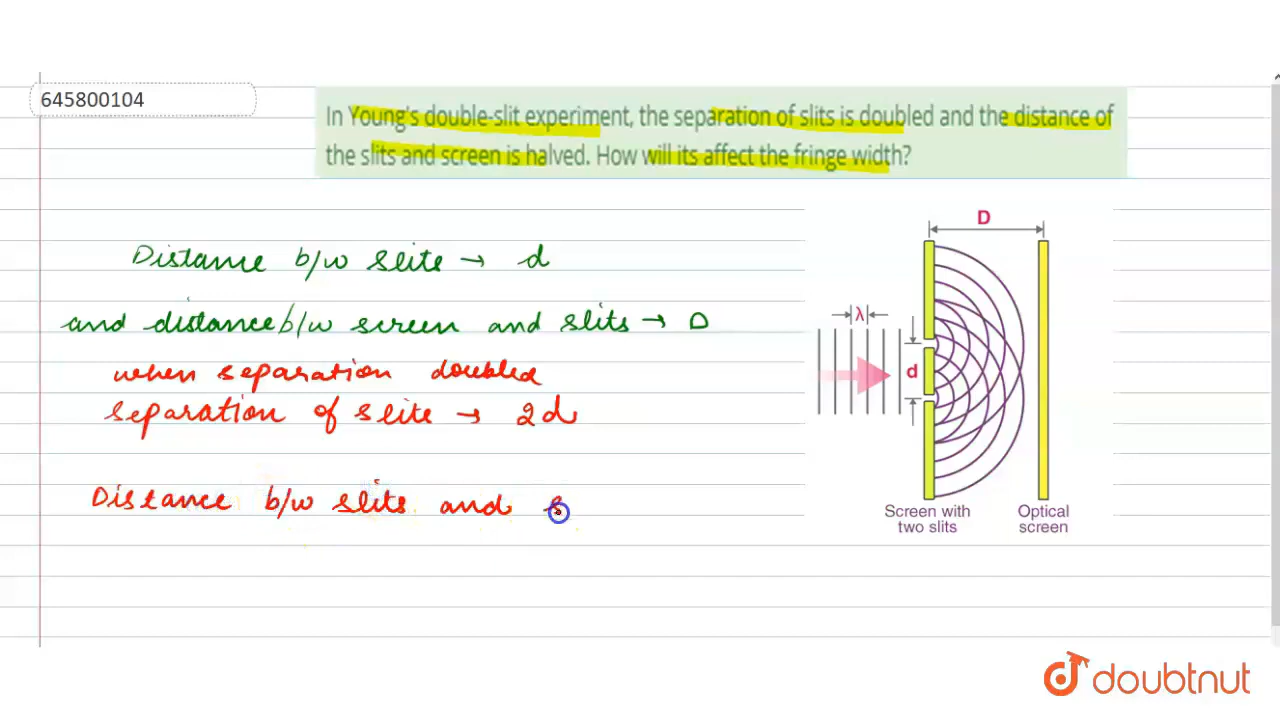 645800104
In Young's double-slit experiment, the separation of slits is doubled and the distance of
the slits and screen is halved. How will its affect the fringe width?
Distance b/w slits → d
and distance b/w screen and slits → D
when separation doubled
separation of slits → 2d
Distance b/w slits and s
D
λ
d
Screen with
two slits
Optical
screen
doubtnut